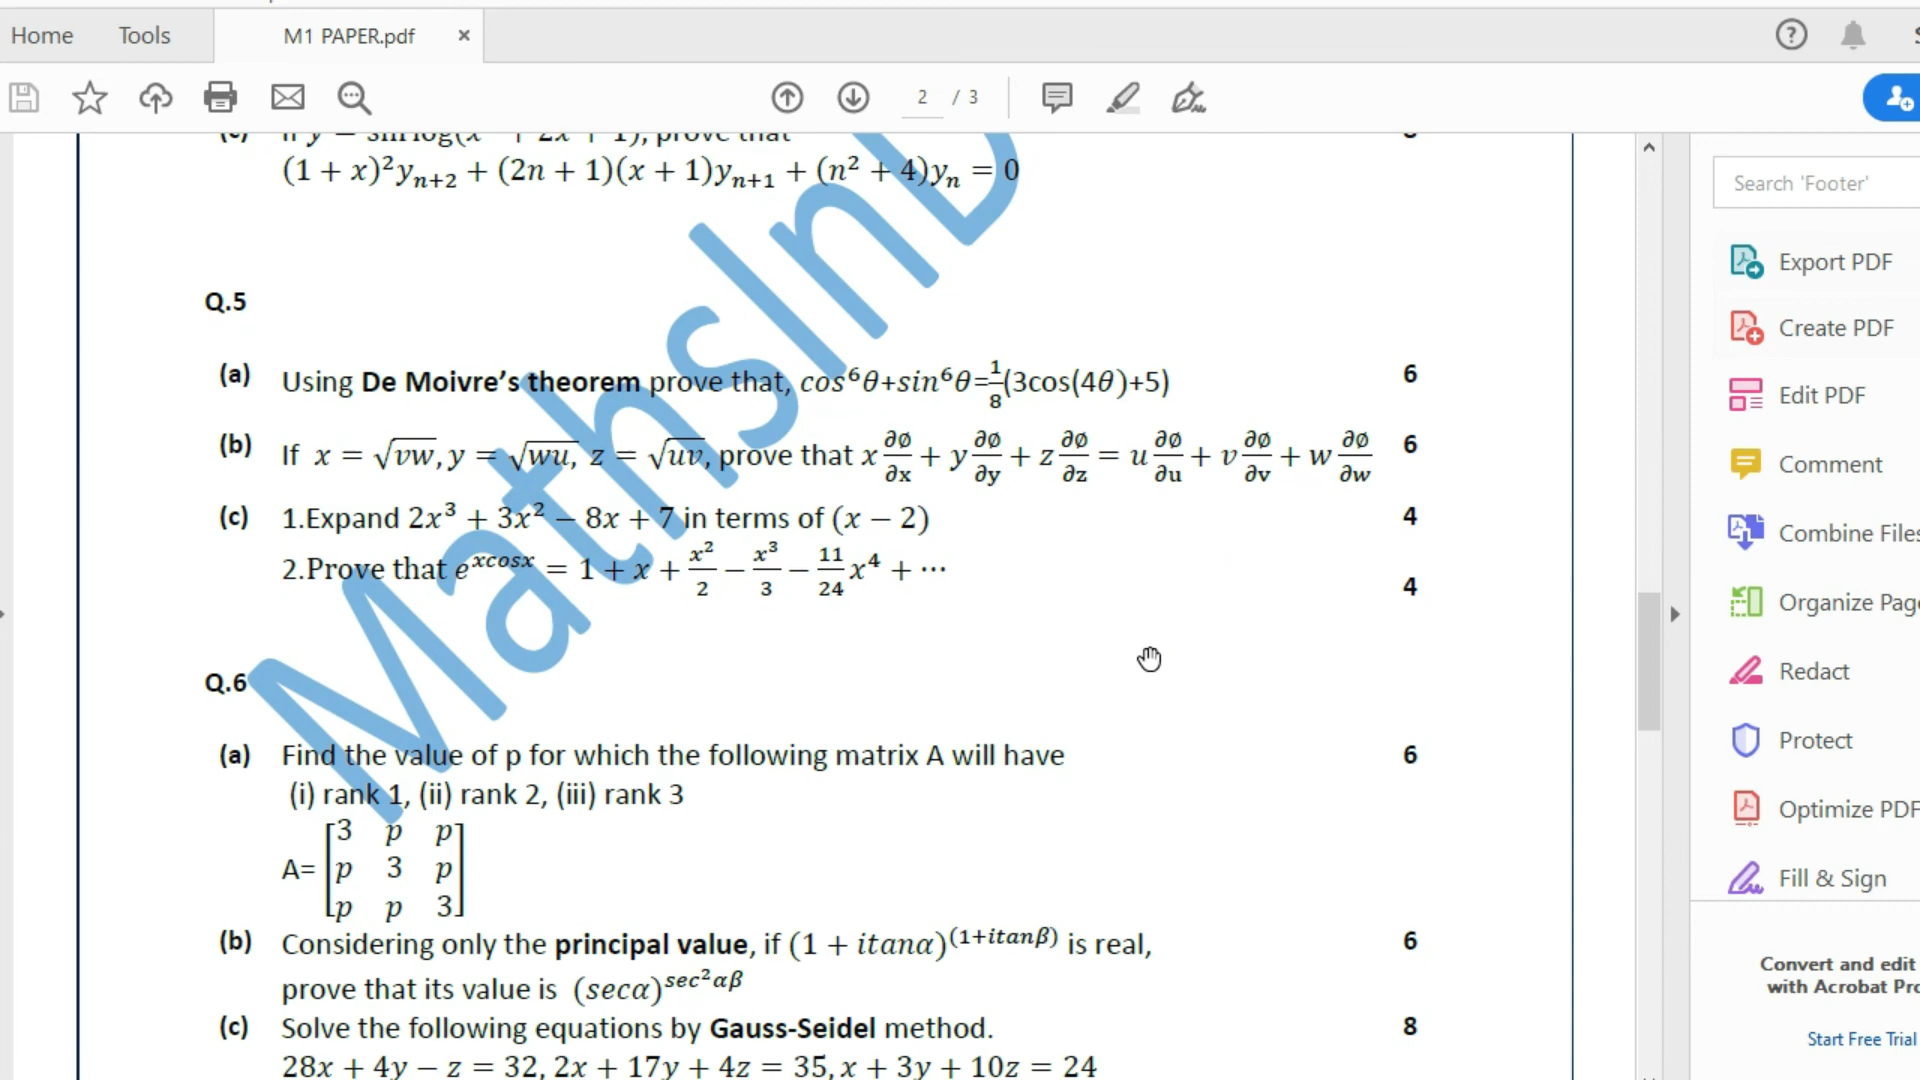 Home Tools M1 PAPER.pdf ×
2 / 3
(1 + x)²yₙ₊₂ + (2n + 1)(x + 1)yₙ₊₁ + (n² + 4)yₙ = 0
Q.5
(a) Using De Moivre's theorem prove that, cos⁶θ+sin⁶θ=1/8(3cos(4θ)+5) 6
(b) If x = √vw, y = √wu, z = √uv, prove that x ∂∅/∂x + y ∂∅/∂y + z ∂∅/∂z = u ∂∅/∂u + v ∂∅/∂v + w ∂∅/∂w 6
(c) 1.Expand 2x³ + 3x² − 8x + 7 in terms of (x − 2) 4
2.Prove that e^xcosx = 1 + x + x²/2 − x³/3 − 11/24 x⁴ + ⋯ 4
Q.6
(a) Find the value of p for which the following matrix A will have 6
(i) rank 1, (ii) rank 2, (iii) rank 3
A= [3 p p
p 3 p
p p 3]
(b) Considering only the principal value, if (1 + itanα)^(1+itanβ) is real, 6
prove that its value is (secα)^sec²αβ
(c) Solve the following equations by Gauss-Seidel method. 8
28x + 4y − z = 32, 2x + 17y + 4z = 35, x + 3y + 10z = 24
Search 'Footer'
Export PDF
Create PDF
Edit PDF
Comment
Combine Files
Organize Page
Redact
Protect
Optimize PDF
Fill & Sign
Convert and edit
with Acrobat Pro
Start Free Trial